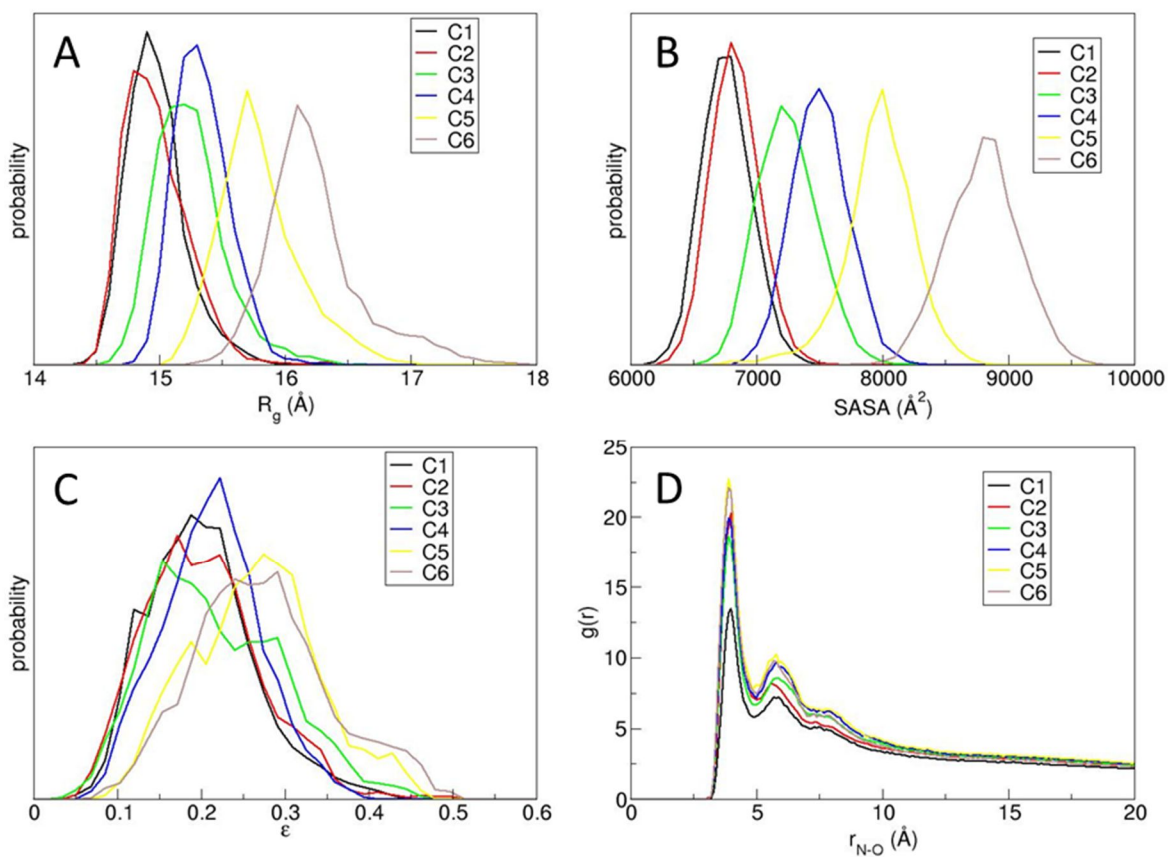 A
C1
C2
C3
C4
C5
C6
probability
14 15 16 17 18
Rg (Å)
B
C1
C2
C3
C4
C5
C6
probability
6000 7000 8000 9000 10000
SASA (Å²)
C
C1
C2
C3
C4
C5
C6
probability
0 0.1 0.2 0.3 0.4 0.5 0.6
ε
D
C1
C2
C3
C4
C5
C6
g(r)
25
20
15
10
5
0
0 5 10 15 20
rN-O (Å)